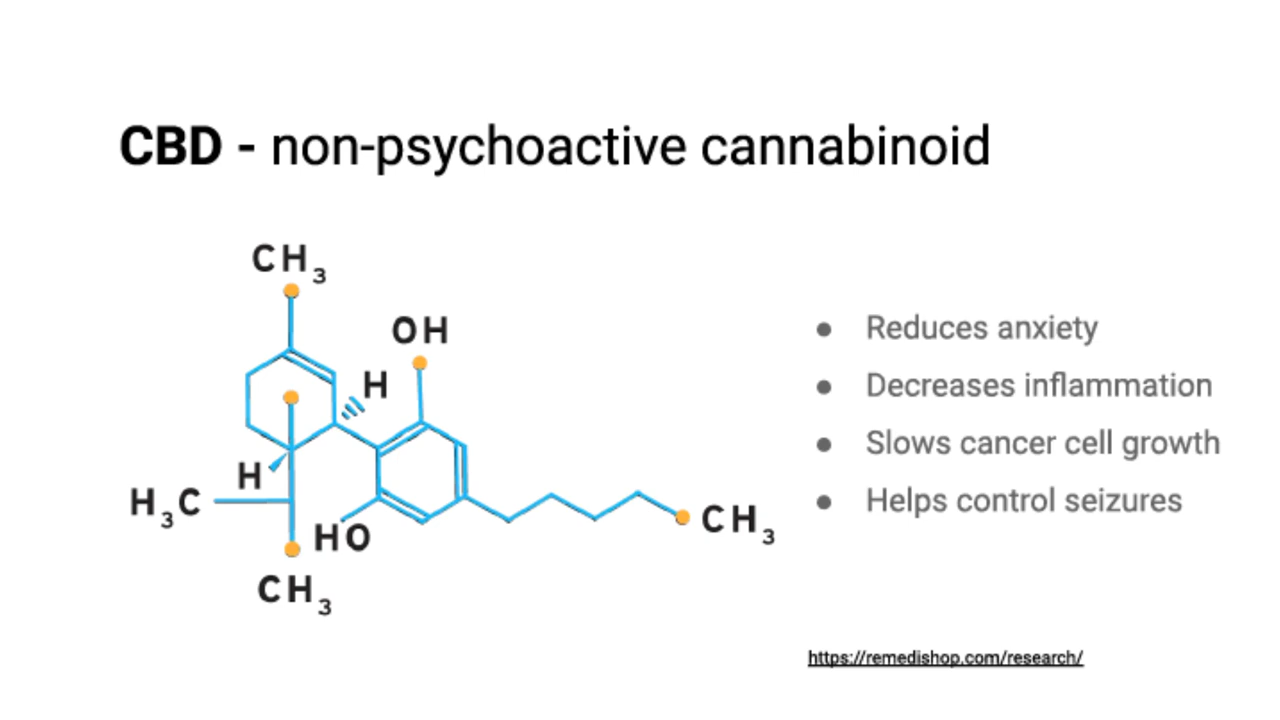 CBD - non-psychoactive cannabinoid
CH3
OH
H
H
H3C
HO
CH3
CH3
● Reduces anxiety
● Decreases inflammation
● Slows cancer cell growth
● Helps control seizures
https://remedishop.com/research/